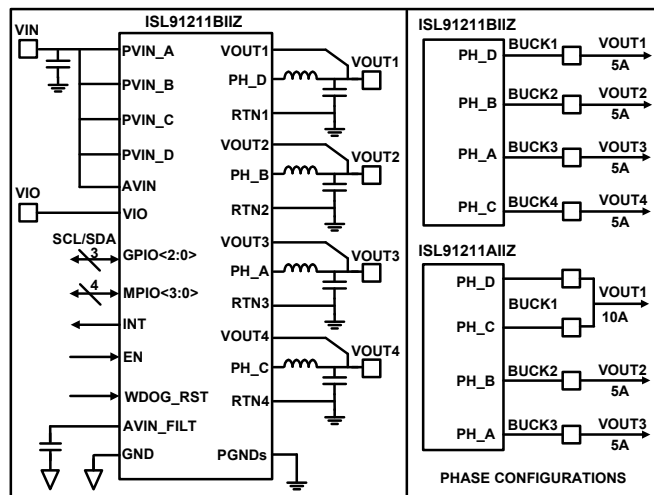 ISL91211BIIZ
VIN
PVIN_A
PVIN_B
PVIN_C
PVIN_D
AVIN
VIO
VIO
SCL/SDA
3
GPIO<2:0>
4
MPIO<3:0>
INT
EN
WDOG_RST
AVIN_FILT
GND
VOUT1
PH_D
VOUT1
RTN1
VOUT2
PH_B
VOUT2
RTN2
VOUT3
PH_A
VOUT3
RTN3
VOUT4
PH_C
VOUT4
RTN4
PGNDs
ISL91211BIIZ
PH_D BUCK1 VOUT1
5A
PH_B BUCK2 VOUT2
5A
PH_A BUCK3 VOUT3
5A
PH_C BUCK4 VOUT4
5A
ISL91211AIIZ
PH_D
BUCK1 VOUT1
10A
PH_C
PH_B BUCK2 VOUT2
5A
PH_A BUCK3 VOUT3
5A
PHASE CONFIGURATIONS